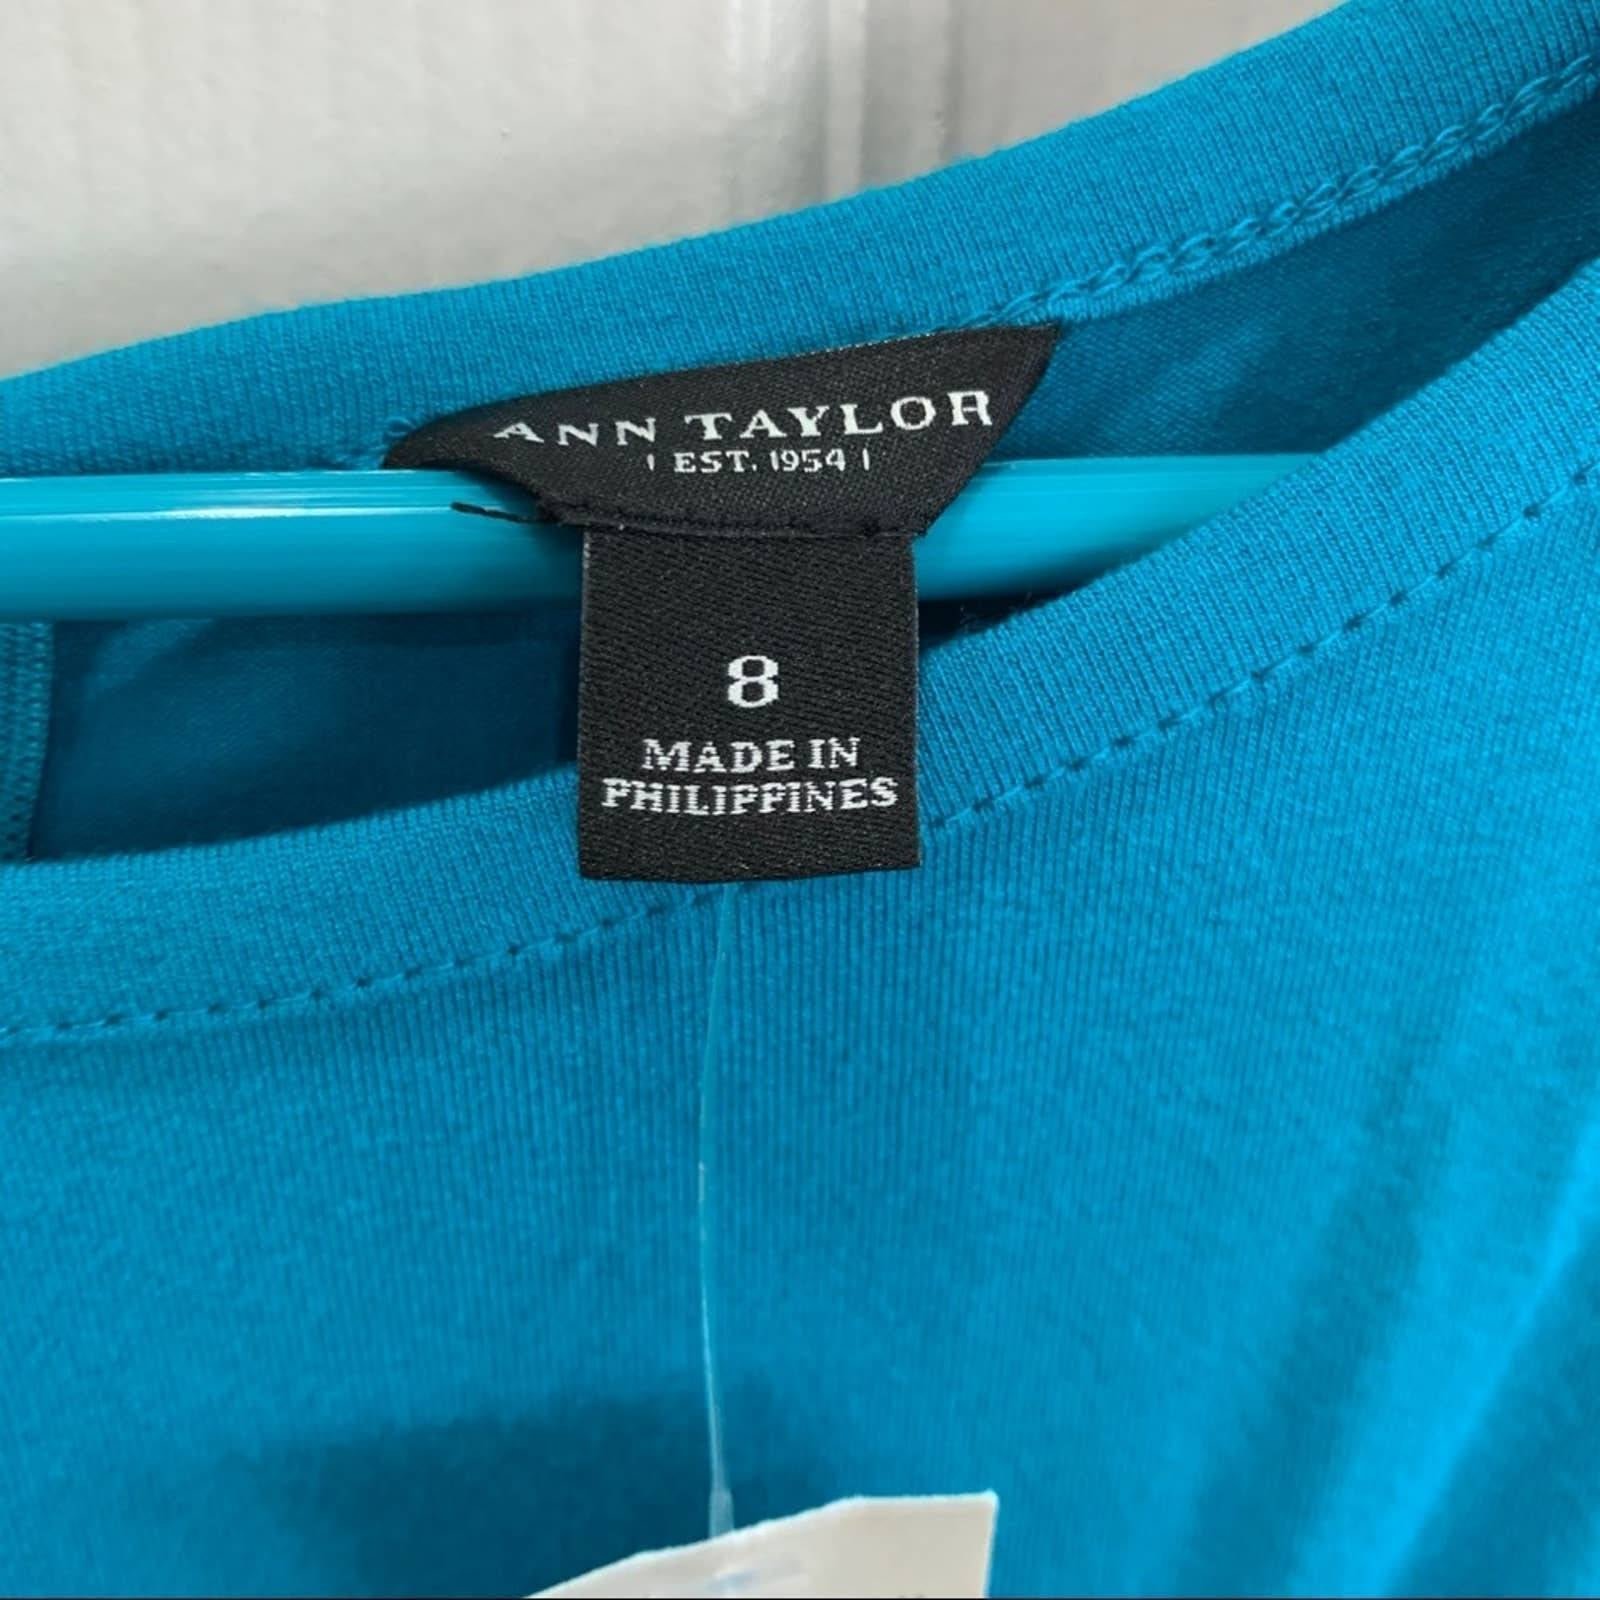 ANN TAYLOR
EST. 1954
8
MADE IN
PHILIPPINES